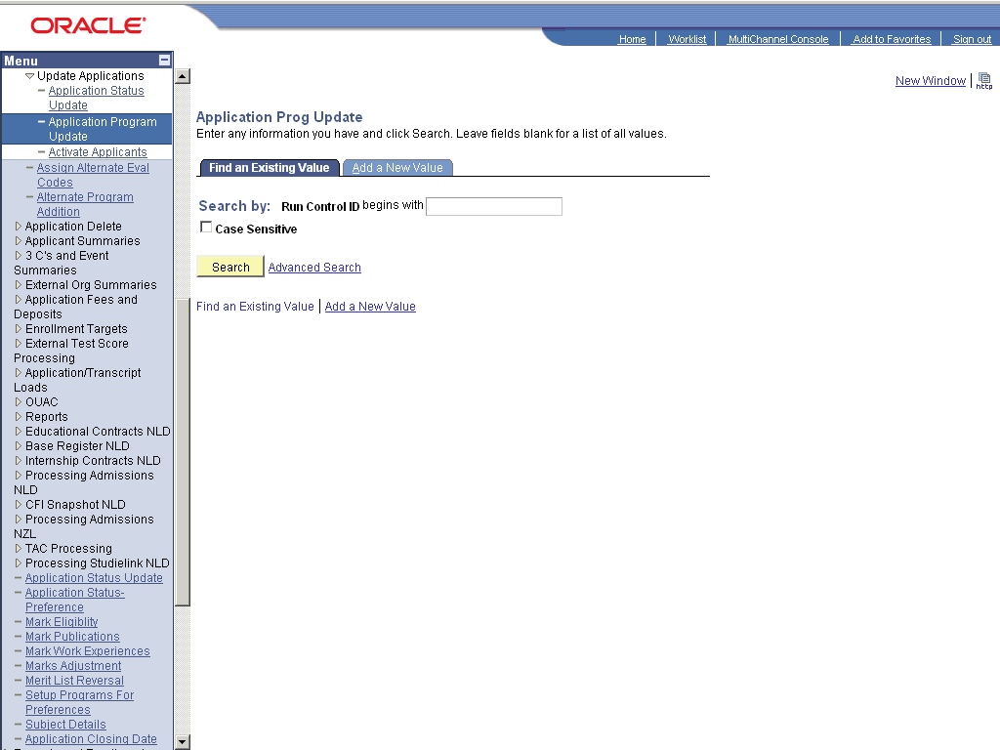 ORACLE®
Home Worklist MultiChannel Console Add to Favorites Sign out
Menu
Update Applications
Application Status
Update
Application Program
Update
Activate Applicants
Assign Alternate Eval
Codes
Alternate Program
Addition
Application Delete
Applicant Summaries
3 C's and Event
Summaries
External Org Summaries
Application Fees and
Deposits
Enrollment Targets
External Test Score
Processing
Application/Transcript
Loads
OUAC
Reports
Educational Contracts NLD
Base Register NLD
Internship Contracts NLD
Processing Admissions
NLD
CFI Snapshot NLD
Processing Admissions
NZL
TAC Processing
Processing Studielink NLD
Application Status Update
Application Status-
Preference
Mark Eligiblity
Mark Publications
Mark Work Experiences
Marks Adjustment
Merit List Reversal
Setup Programs For
Preferences
Subject Details
Application Closing Date
New Window
http
Application Prog Update
Enter any information you have and click Search. Leave fields blank for a list of all values.
Find an Existing Value Add a New Value
Search by: Run Control ID begins with
Case Sensitive
Search Advanced Search
Find an Existing Value Add a New Value